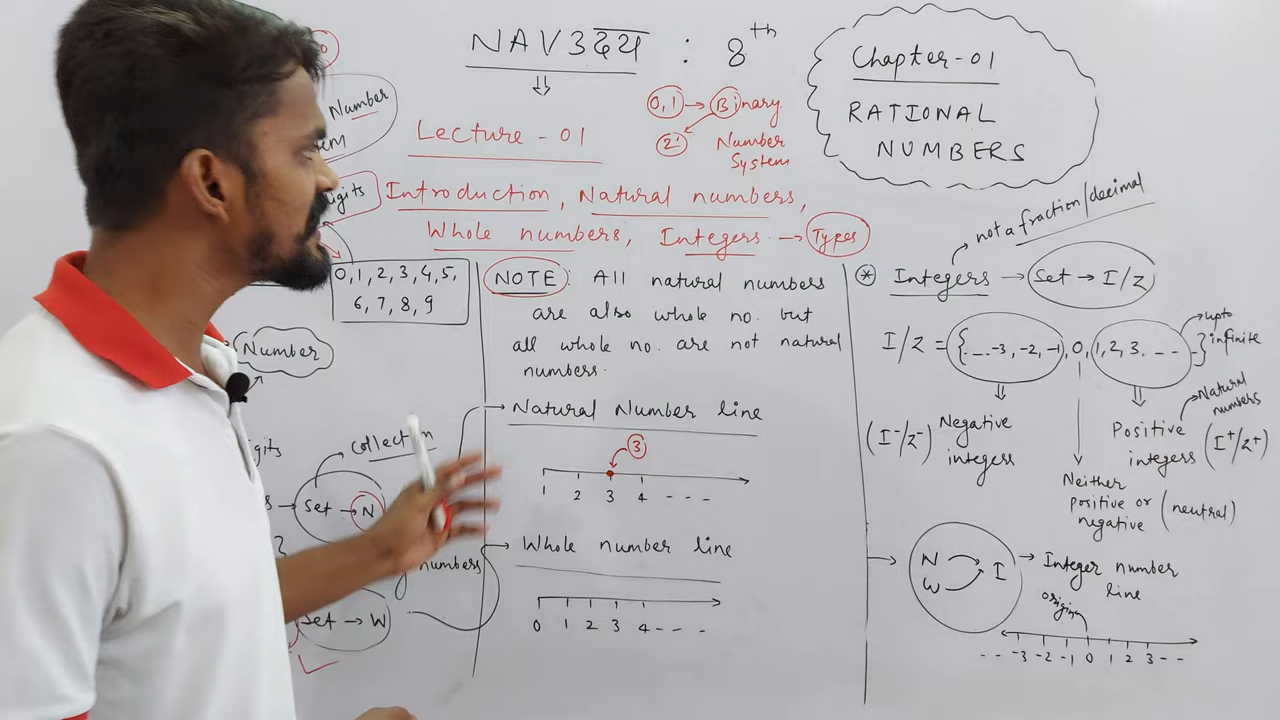 NAV3दय : 8th
Chapter-01
RATIONAL
NUMBERS
0,1 → Binary
2
Number
System
Lecture - 01
Introduction, Natural numbers,
Whole numbers, Integers → Types
Number
igits
0, 1, 2, 3, 4, 5,
6, 7, 8, 9
Number
collection
Set → N
numbers
Set → W
NOTE: All natural numbers
are also whole no. but
all whole no. are not natural
numbers.
→ Natural Number line
3
1 2 3 4 - - -
→ Whole number line
0 1 2 3 4 - - -
not a fraction/decimal
* Integers → Set → I/Z
I/Z = {. _ _ -3, -2, -1, 0, 1, 2, 3. - - - }
upto
infinite
(I⁻/Z⁻) Negative
integers
Neither
positive or
negative (neutral)
Positive
integers (I⁺/Z⁺)
Natural
numbers
N
W → I
→ Integer number
line
origin
- - -3 -2 -1 0 1 2 3 - -